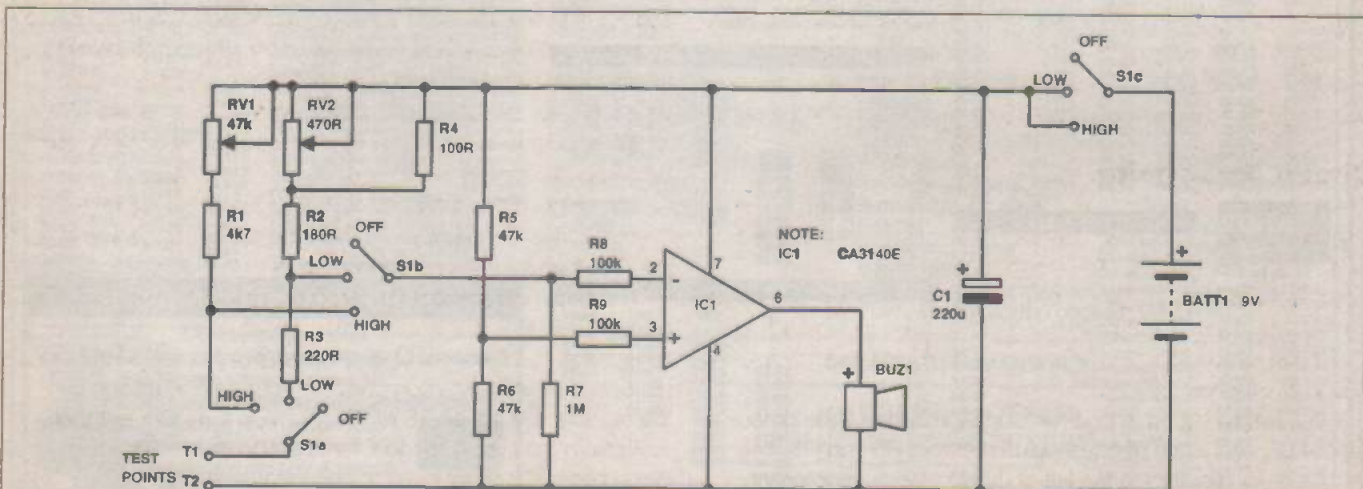 OFF
LOW
S1c
HIGH
RV1
47k
RV2
470R
R4
100R
R1
4k7
R2
180R
OFF
LOW
S1b
HIGH
R3
220R
LOW
HIGH
OFF
S1a
T1
TEST
POINTS T2
R5
47k
R8
100k
2
-
R9
100k
3
+
IC1
7
6
4
NOTE:
IC1 CA3140E
R6
47k
R7
1M
+
BUZ1
+
C1
220u
+
BATT1 9V